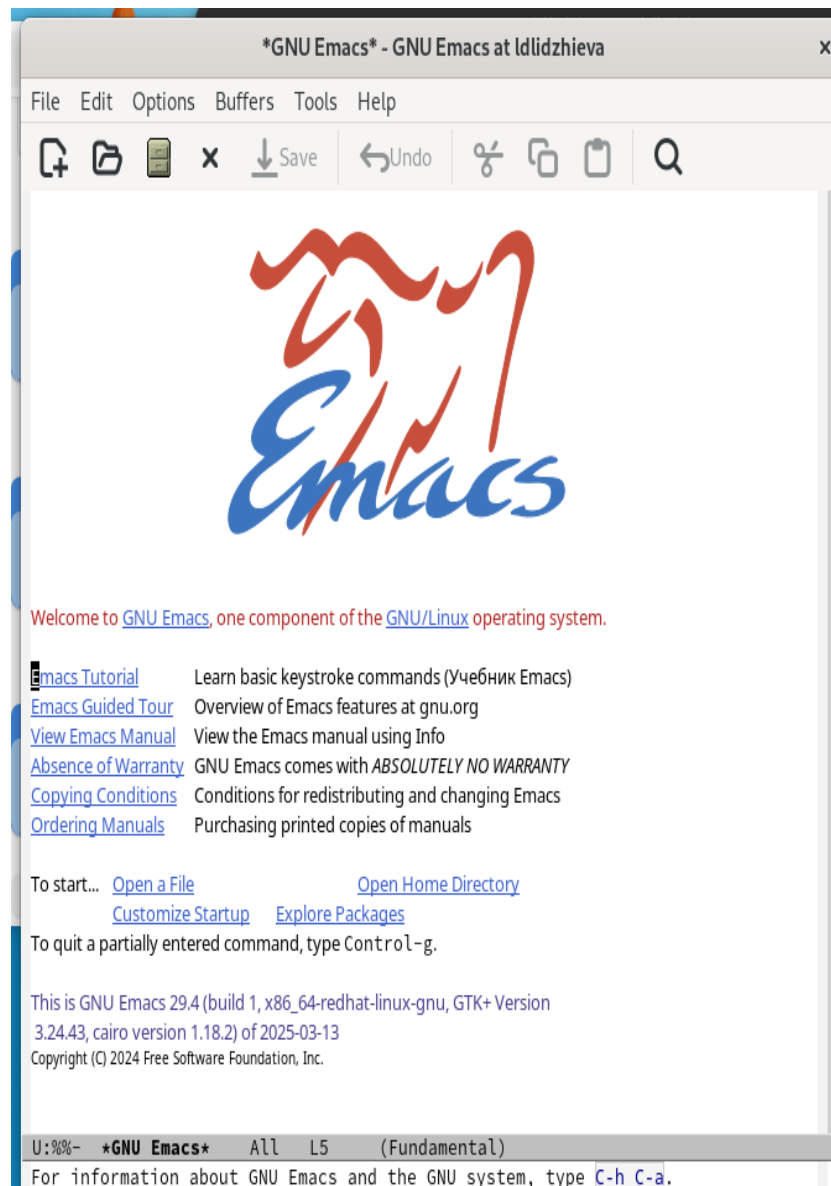 *GNU Emacs* - GNU Emacs at ldlidzhieva
File Edit Options Buffers Tools Help
Save Undo
Emacs
Welcome to GNU Emacs, one component of the GNU/Linux operating system.
Emacs Tutorial Learn basic keystroke commands (Учебник Emacs)
Emacs Guided Tour Overview of Emacs features at gnu.org
View Emacs Manual View the Emacs manual using Info
Absence of Warranty GNU Emacs comes with ABSOLUTELY NO WARRANTY
Copying Conditions Conditions for redistributing and changing Emacs
Ordering Manuals Purchasing printed copies of manuals
To start... Open a File Open Home Directory
Customize Startup Explore Packages
To quit a partially entered command, type Control-g.
This is GNU Emacs 29.4 (build 1, x86_64-redhat-linux-gnu, GTK+ Version
3.24.43, cairo version 1.18.2) of 2025-03-13
Copyright (C) 2024 Free Software Foundation, Inc.
U:%%- *GNU Emacs* All L5 (Fundamental)
For information about GNU Emacs and the GNU system, type C-h C-a.